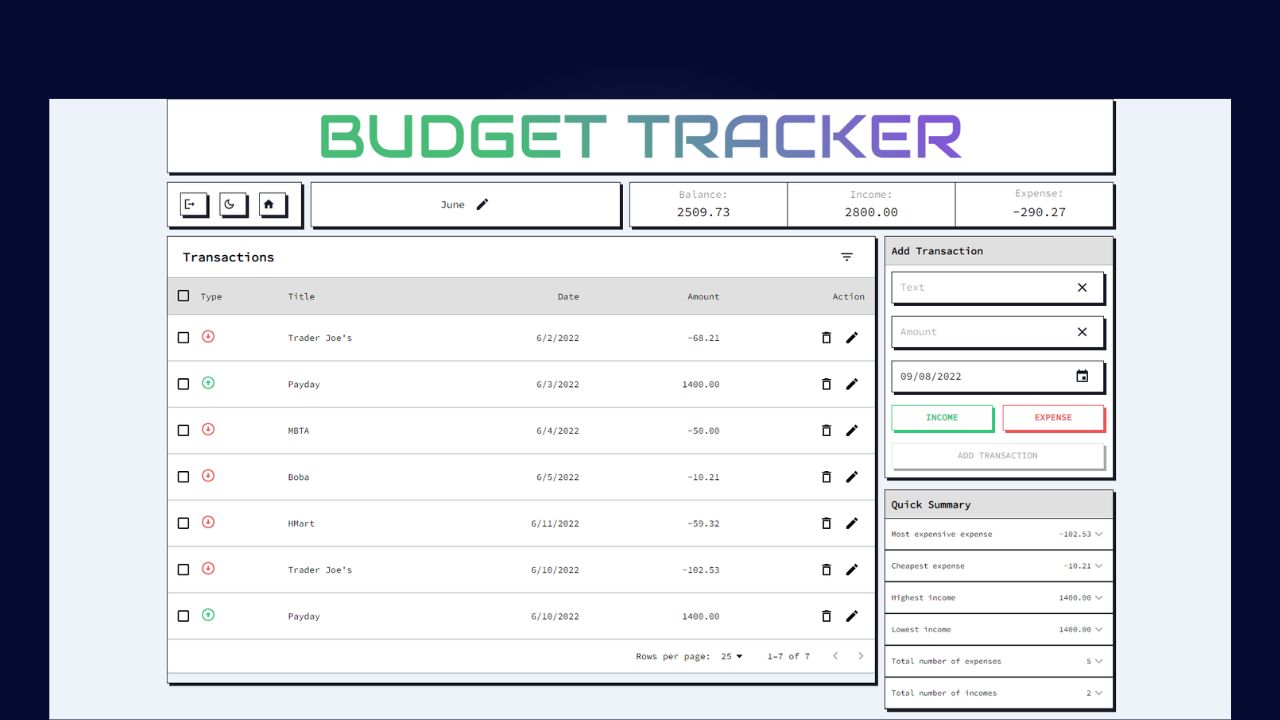 BUDGET TRACKER
June
Balance:
2509.73
Income:
2800.00
Expense:
-290.27
Transactions
Type Title Date Amount Action
Trader Joe's 6/2/2022 -68.21
Payday 6/3/2022 1400.00
MBTA 6/4/2022 -50.00
Boba 6/5/2022 -10.21
HMart 6/11/2022 -59.32
Trader Joe's 6/10/2022 -102.53
Payday 6/10/2022 1400.00
Rows per page: 25 1-7 of 7
Add Transaction
Text
Amount
09/08/2022
INCOME EXPENSE
ADD TRANSACTION
Quick Summary
Most expensive expense -102.53
Cheapest expense -10.21
Highest income 1400.00
Lowest income 1400.00
Total number of expenses 5
Total number of incomes 2